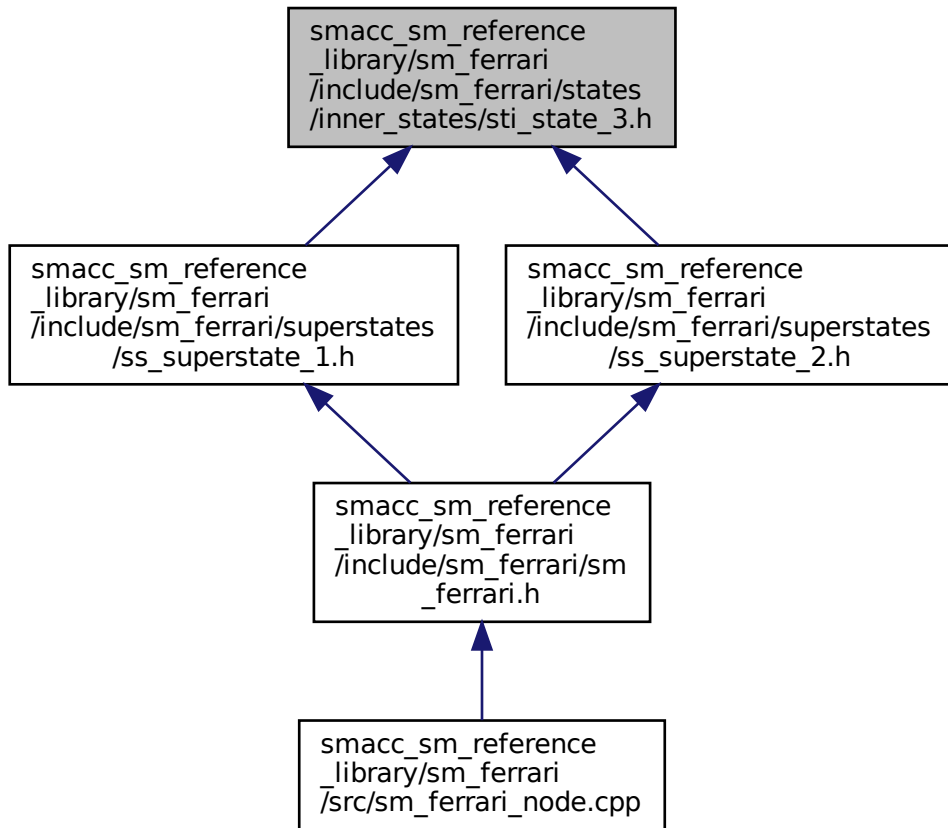 smacc_sm_reference
_library/sm_ferrari
/include/sm_ferrari/states
/inner_states/sti_state_3.h
smacc_sm_reference
_library/sm_ferrari
/include/sm_ferrari/superstates
/ss_superstate_1.h
smacc_sm_reference
_library/sm_ferrari
/include/sm_ferrari/superstates
/ss_superstate_2.h
smacc_sm_reference
_library/sm_ferrari
/include/sm_ferrari/sm
_ferrari.h
smacc_sm_reference
_library/sm_ferrari
/src/sm_ferrari_node.cpp